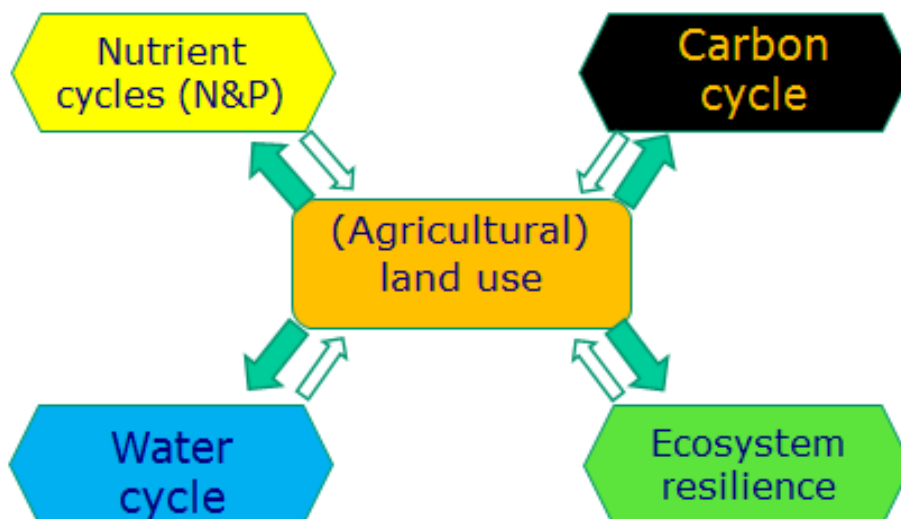 Nutrient
cycles (N&P)
Carbon
cycle
(Agricultural)
land use
Water
cycle
Ecosystem
resilience